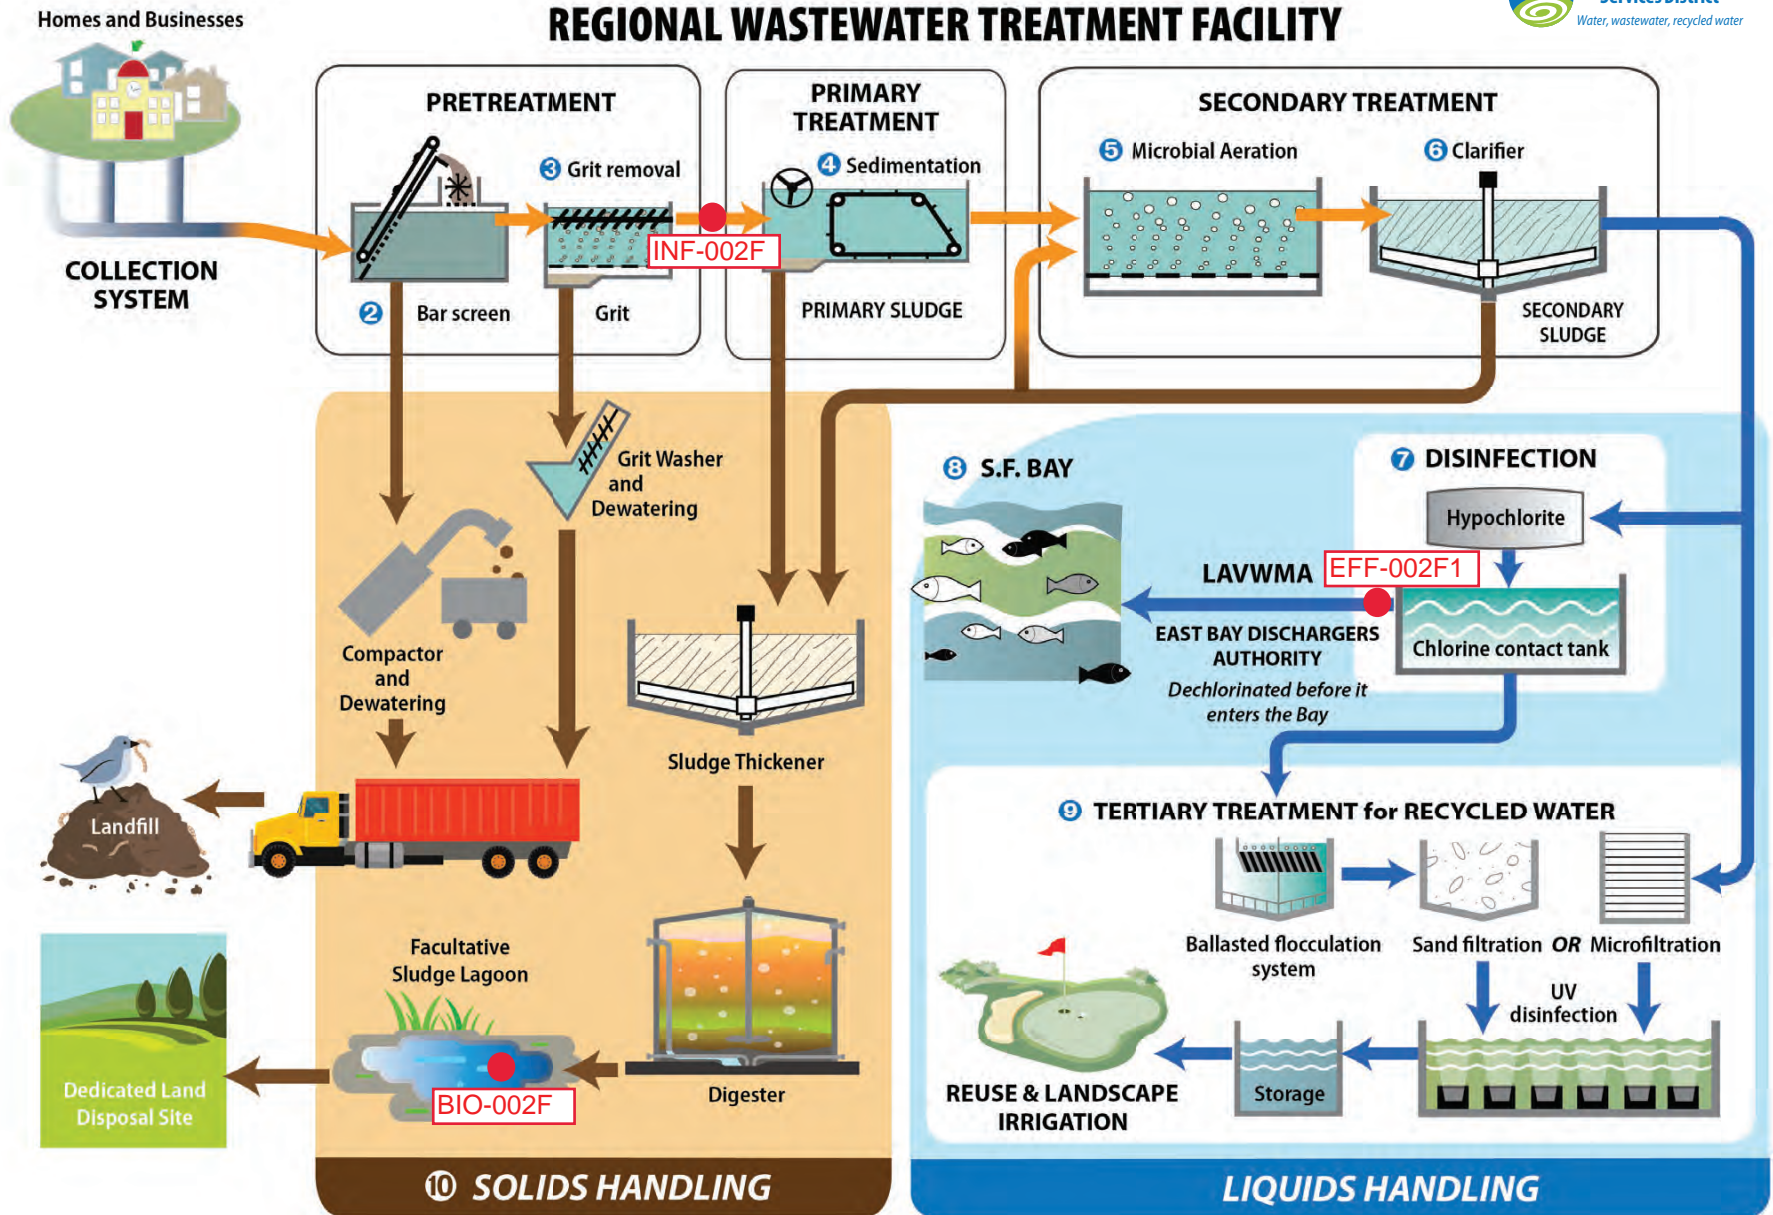 Homes and Businesses
REGIONAL WASTEWATER TREATMENT FACILITY
Services District
Water, wastewater, recycled water
COLLECTION
SYSTEM
PRETREATMENT
3 Grit removal
INF-002F
2 Bar screen
Grit
PRIMARY
TREATMENT
4 Sedimentation
PRIMARY SLUDGE
SECONDARY TREATMENT
5 Microbial Aeration
6 Clarifier
SECONDARY
SLUDGE
Grit Washer
and
Dewatering
Compactor
and
Dewatering
Sludge Thickener
Landfill
Facultative
Sludge Lagoon
BIO-002F
Digester
Dedicated Land
Disposal Site
10 SOLIDS HANDLING
8 S.F. BAY
7 DISINFECTION
Hypochlorite
LAVWMA
EFF-002F1
EAST BAY DISCHARGERS
AUTHORITY
Dechlorinated before it
enters the Bay
Chlorine contact tank
9 TERTIARY TREATMENT for RECYCLED WATER
Ballasted flocculation
system
Sand filtration OR Microfiltration
UV
disinfection
REUSE & LANDSCAPE
IRRIGATION
Storage
LIQUIDS HANDLING